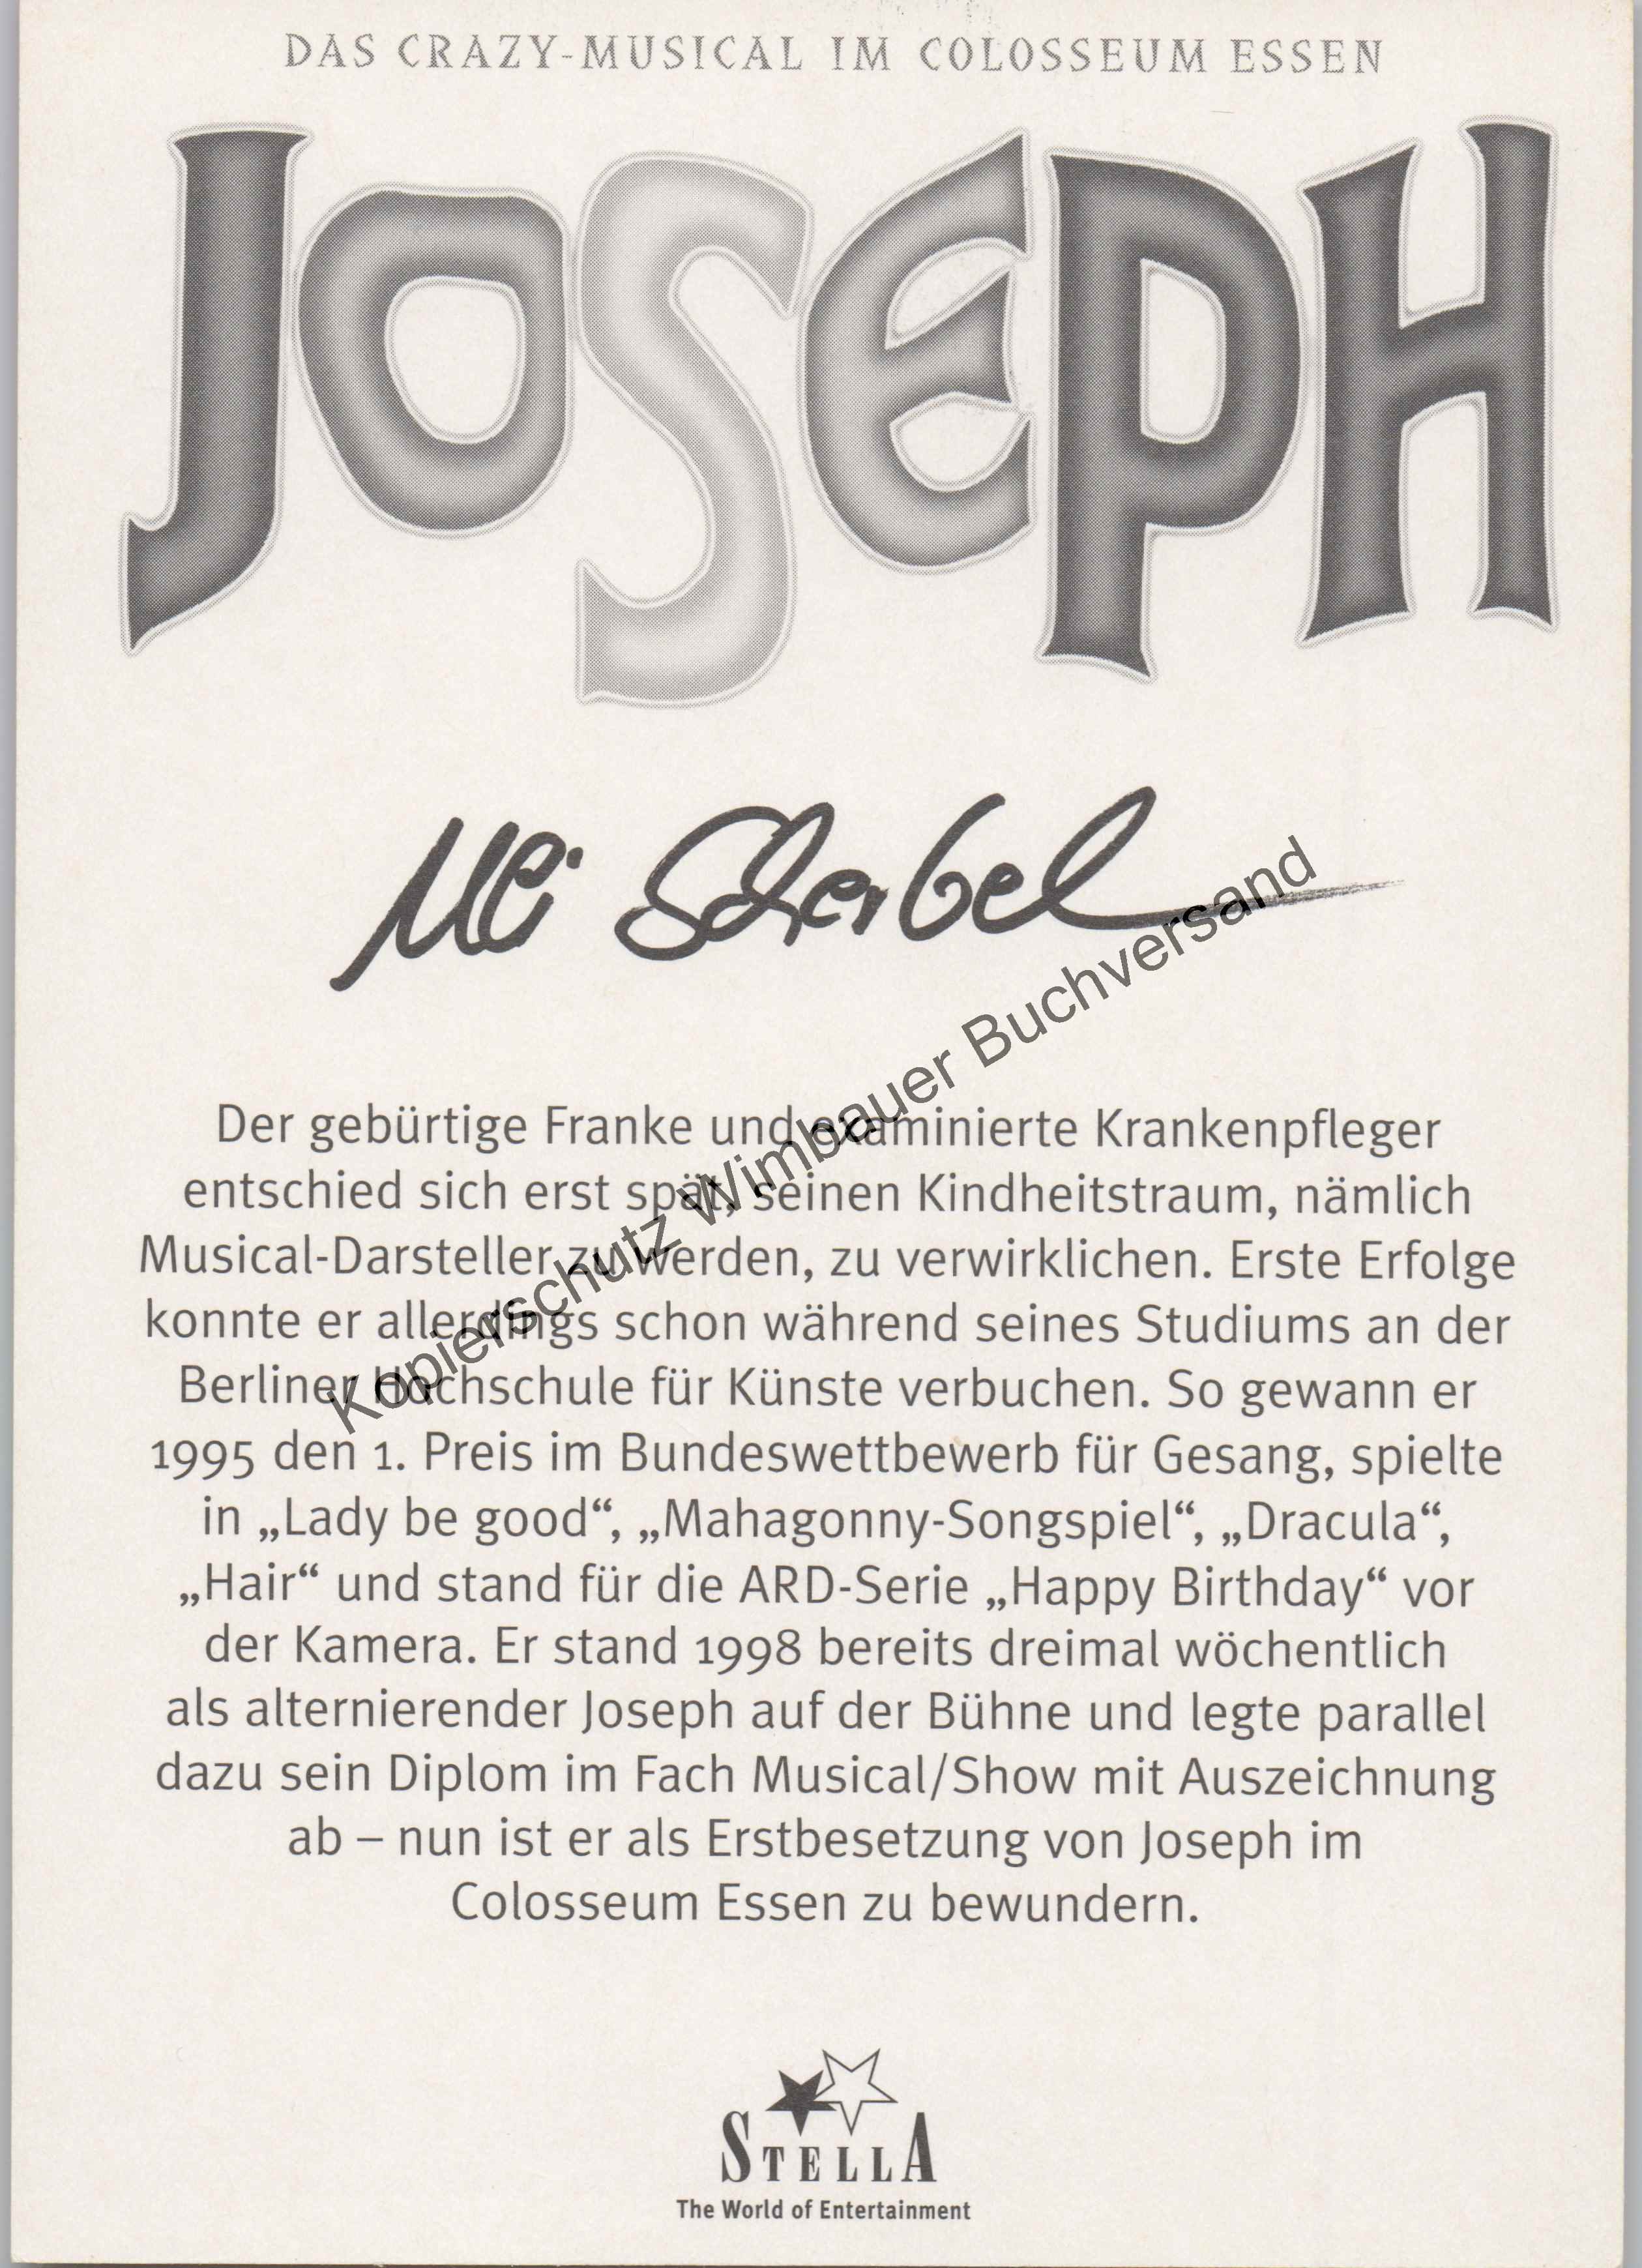 DAS CRAZY-MUSICAL IM COLOSSEUM ESSEN
JOSEPH
Uli Scherbel
Kopierschutz Wimbauer Buchversand
Der gebürtige Franke und examinierte Krankenpfleger
entschied sich erst spät, seinen Kindheitstraum, nämlich
Musical-Darsteller zu werden, zu verwirklichen. Erste Erfolge
konnte er allerdings schon während seines Studiums an der
Berliner Hochschule für Künste verbuchen. So gewann er
1995 den 1. Preis im Bundeswettbewerb für Gesang, spielte
in „Lady be good“, „Mahagonny-Songspiel“, „Dracula“,
„Hair“ und stand für die ARD-Serie „Happy Birthday“ vor
der Kamera. Er stand 1998 bereits dreimal wöchentlich
als alternierender Joseph auf der Bühne und legte parallel
dazu sein Diplom im Fach Musical/Show mit Auszeichnung
ab – nun ist er als Erstbesetzung von Joseph im
Colosseum Essen zu bewundern.
STELLA
The World of Entertainment